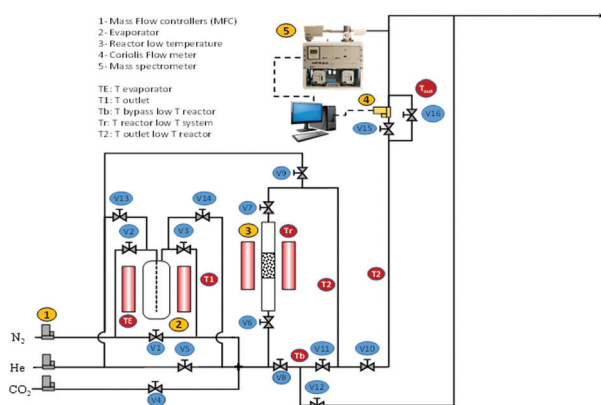 1- Mass Flow controllers (MFC)
2- Evaporator
3- Reactor low temperature
4- Coriolis Flow meter
5- Mass spectrometer
TE: T evaporator
T1: T outlet
Tb: T bypass low T reactor
Tr: T reactor low T system
T2: T outlet low T reactor
5
Tout
4
V15
V16
V9
V13
V14
V7
V2
V3
3
Tr
T1
T2
T2
TE
2
V6
1
N2
V1
V5
Tb
V11
V10
He
V8
CO2
V4
V12